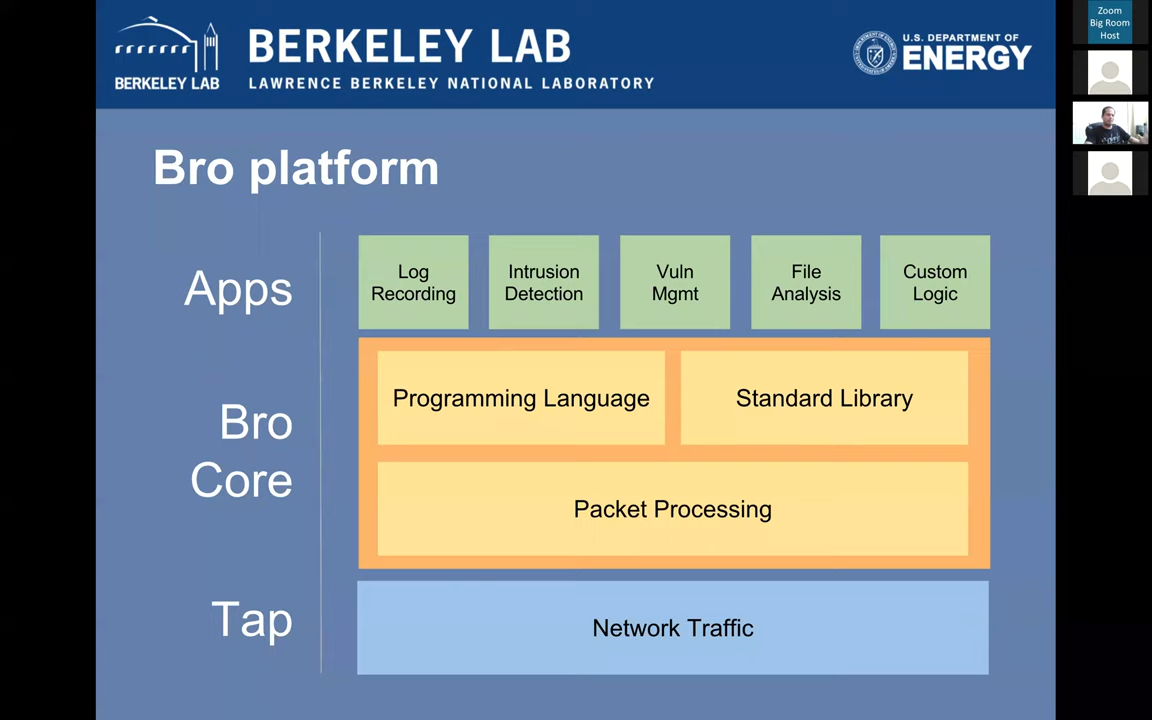 BERKELEY LAB
BERKELEY LAB
LAWRENCE BERKELEY NATIONAL LABORATORY
U.S. DEPARTMENT OF
ENERGY
Zoom
Big Room
Host
Bro platform
Apps
Log
Recording
Intrusion
Detection
Vuln
Mgmt
File
Analysis
Custom
Logic
Bro
Core
Programming Language
Standard Library
Packet Processing
Tap
Network Traffic